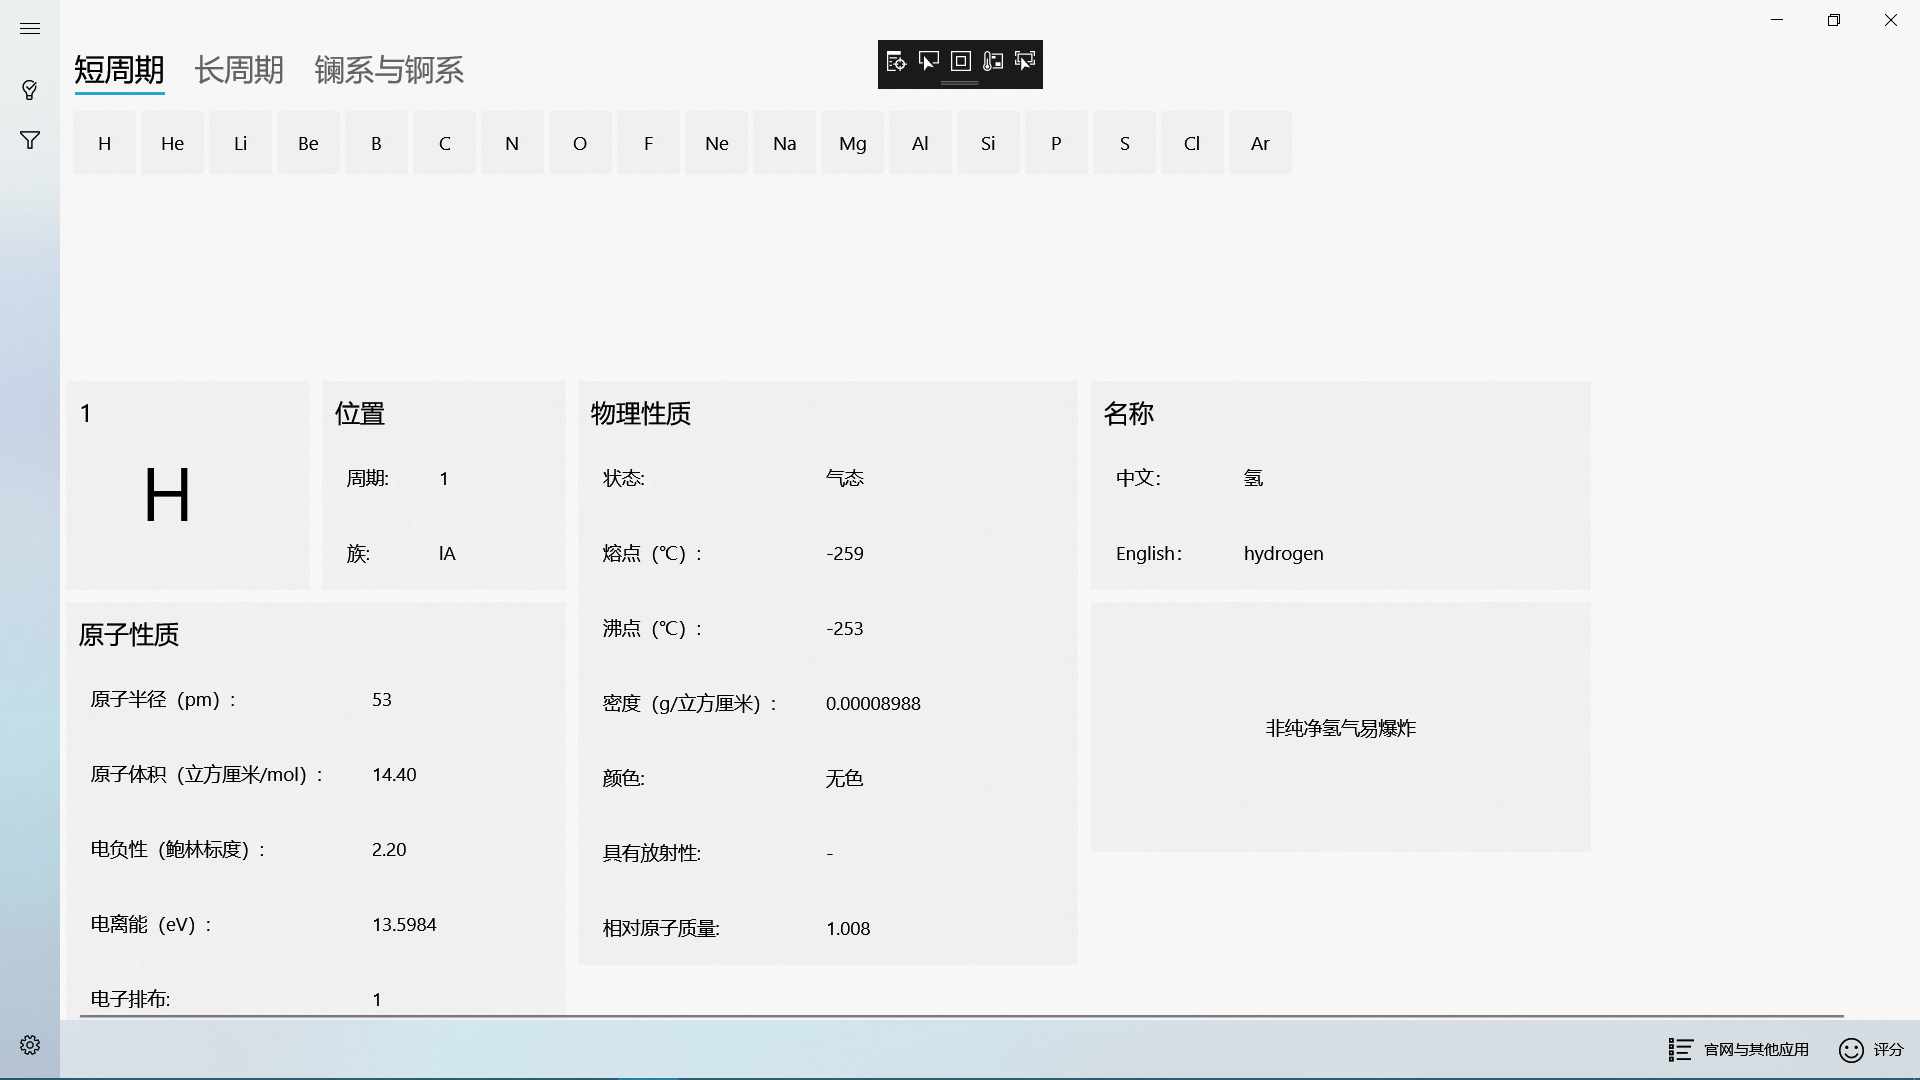 短周期 长周期 镧系与锕系
H He Li Be B C N O F Ne Na Mg Al Si P S Cl Ar
1
H
位置
周期: 1
族: IA
物理性质
状态: 气态
熔点（℃）: -259
沸点（℃）: -253
密度（g/立方厘米）: 0.00008988
颜色: 无色
具有放射性: -
相对原子质量: 1.008
名称
中文： 氢
English： hydrogen
原子性质
原子半径（pm）: 53
原子体积（立方厘米/mol）: 14.40
电负性（鲍林标度）: 2.20
电离能（eV）: 13.5984
电子排布: 1
非纯净氢气易爆炸
官网与其他应用 评分